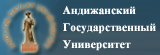 Андижанский
Государственный
Университет